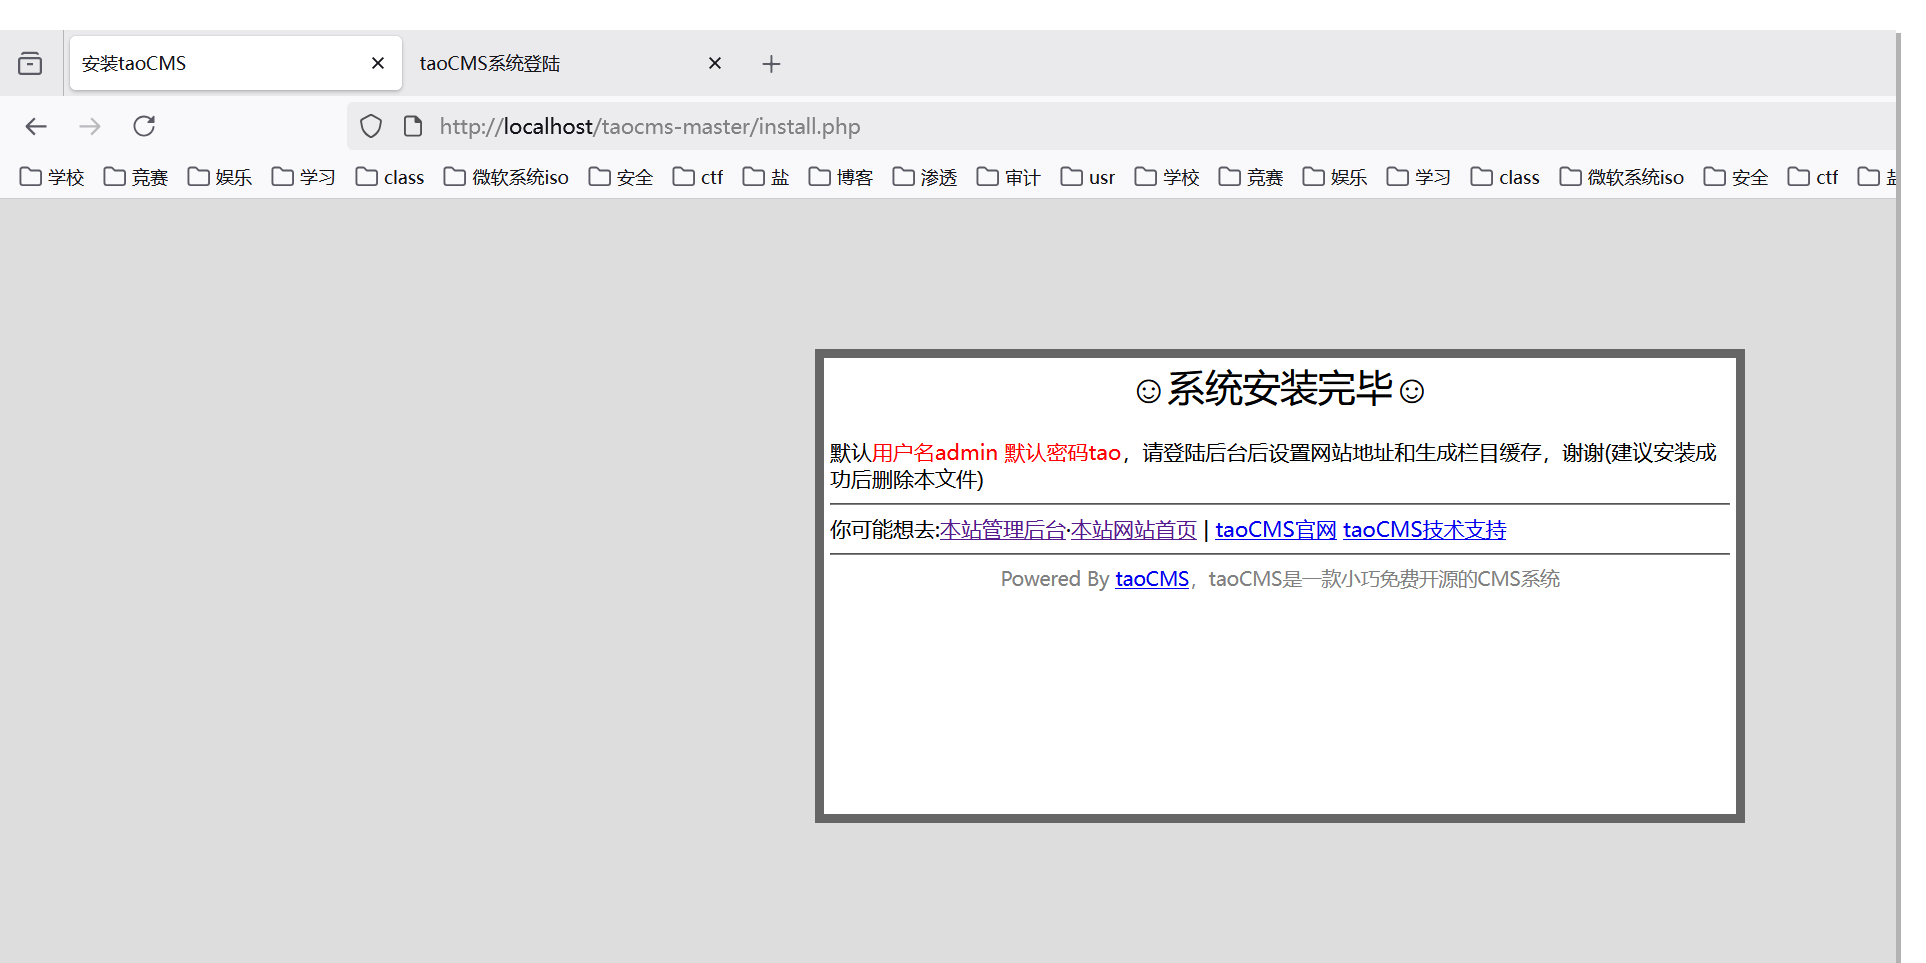 安装taoCMS
taoCMS系统登陆
http://localhost/taocms-master/install.php
学校 竞赛 娱乐 学习 class 微软系统iso 安全 ctf 盐 博客 渗透 审计 usr 学校 竞赛 娱乐 学习 class 微软系统iso 安全 ctf
☺系统安装完毕☺
默认用户名admin 默认密码tao，请登陆后台后设置网站地址和生成栏目缓存，谢谢(建议安装成
功后删除本文件)
你可能想去:本站管理后台·本站网站首页 | taoCMS官网 taoCMS技术支持
Powered By taoCMS，taoCMS是一款小巧免费开源的CMS系统